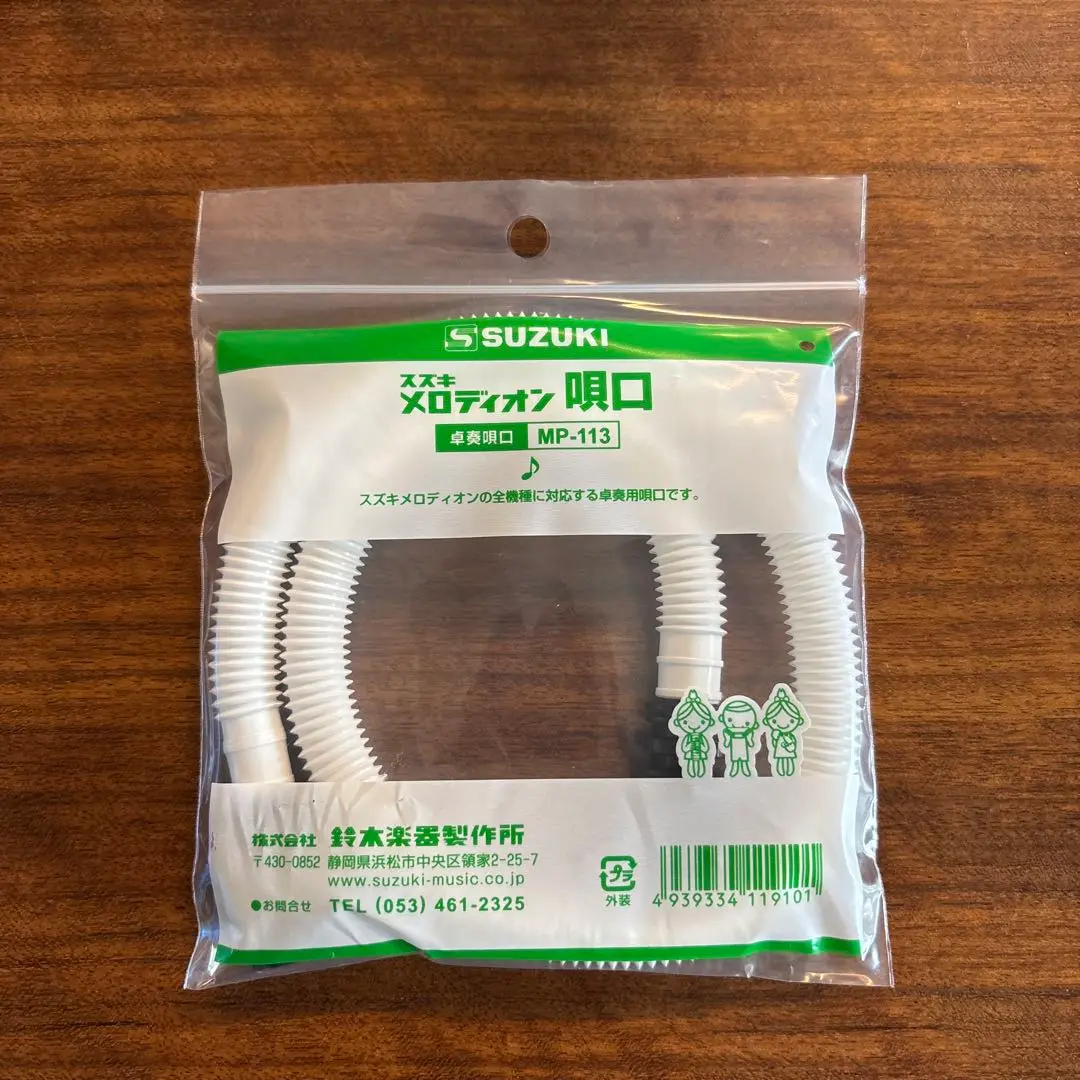 SUZUKI
スズキ
メロディオン 唄口
卓奏唄口 MP-113
スズキメロディオンの全機種に対応する卓奏用唄口です。
株式会社 鈴木楽器製作所
〒430-0852 静岡県浜松市中央区領家2-25-7
www.suzuki-music.co.jp
●お問合せ TEL (053) 461-2325
プラ
外装
4 939334 119101